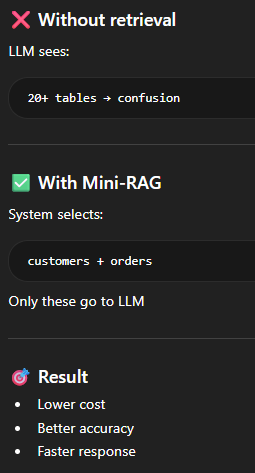 ❌ Without retrieval
LLM sees:
20+ tables → confusion
✅ With Mini-RAG
System selects:
customers + orders
Only these go to LLM
🎯 Result
• Lower cost
• Better accuracy
• Faster response